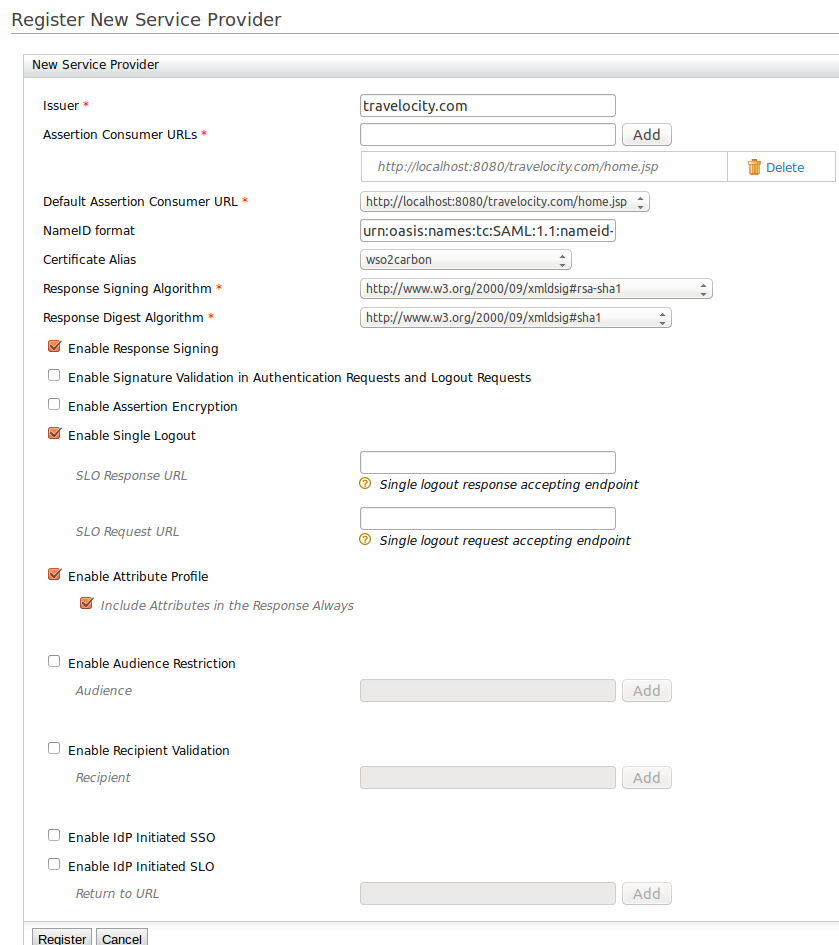 Register New Service Provider
New Service Provider
Issuer * travelocity.com
Assertion Consumer URLs * Add
http://localhost:8080/travelocity.com/home.jsp Delete
Default Assertion Consumer URL * http://localhost:8080/travelocity.com/home.jsp
NameID format urn:oasis:names:tc:SAML:1.1:nameid-
Certificate Alias wso2carbon
Response Signing Algorithm * http://www.w3.org/2000/09/xmldsig#rsa-sha1
Response Digest Algorithm * http://www.w3.org/2000/09/xmldsig#sha1
Enable Response Signing
Enable Signature Validation in Authentication Requests and Logout Requests
Enable Assertion Encryption
Enable Single Logout
SLO Response URL
? Single logout response accepting endpoint
SLO Request URL
? Single logout request accepting endpoint
Enable Attribute Profile
Include Attributes in the Response Always
Enable Audience Restriction
Audience Add
Enable Recipient Validation
Recipient Add
Enable IdP Initiated SSO
Enable IdP Initiated SLO
Return to URL Add
Register Cancel